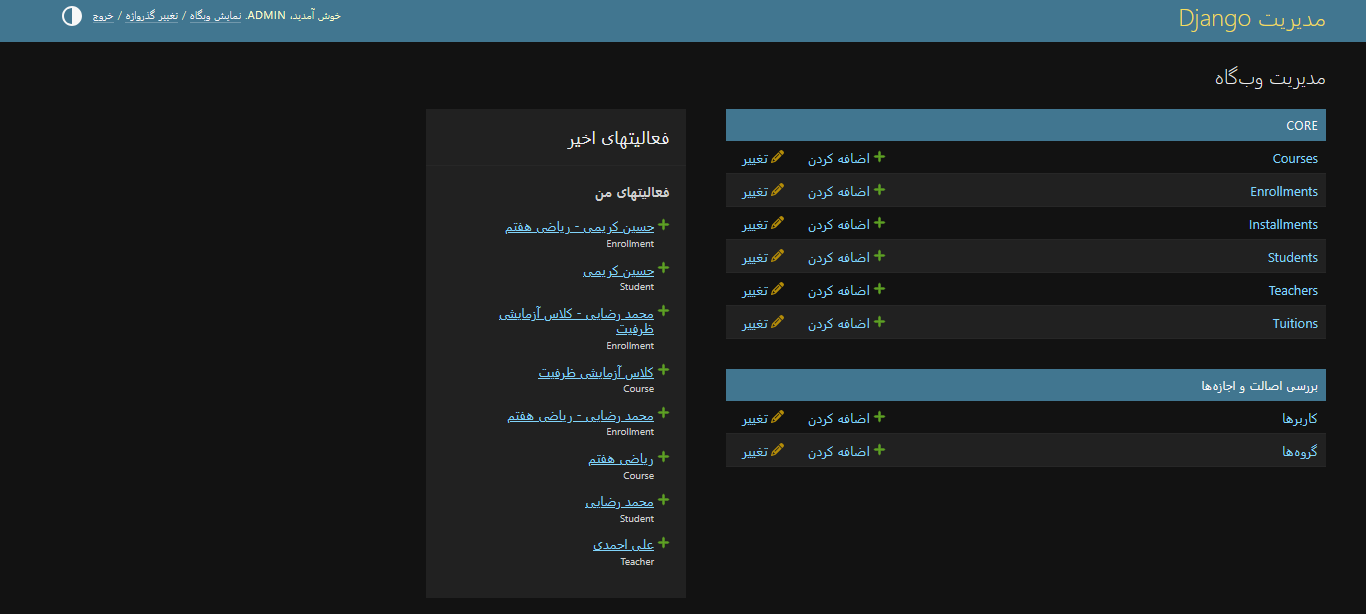 مدیریت Django
خوش آمدید، ADMIN. نمایش وبگاه / تغییر گذرواژه / خروج
مدیریت وب‌گاه
CORE
Courses اضافه کردن تغییر
Enrollments اضافه کردن تغییر
Installments اضافه کردن تغییر
Students اضافه کردن تغییر
Teachers اضافه کردن تغییر
Tuitions اضافه کردن تغییر
بررسی اصالت و اجازه‌ها
کاربرها اضافه کردن تغییر
گروه‌ها اضافه کردن تغییر
فعالیتهای اخیر
فعالیتهای من
حسین کریمی - ریاضی هفتم
Enrollment
حسین کریمی
Student
محمد رضایی - کلاس آزمایشی
ظرفیت
Enrollment
کلاس آزمایشی ظرفیت
Course
محمد رضایی - ریاضی هفتم
Enrollment
ریاضی هفتم
Course
محمد رضایی
Student
علی احمدی
Teacher